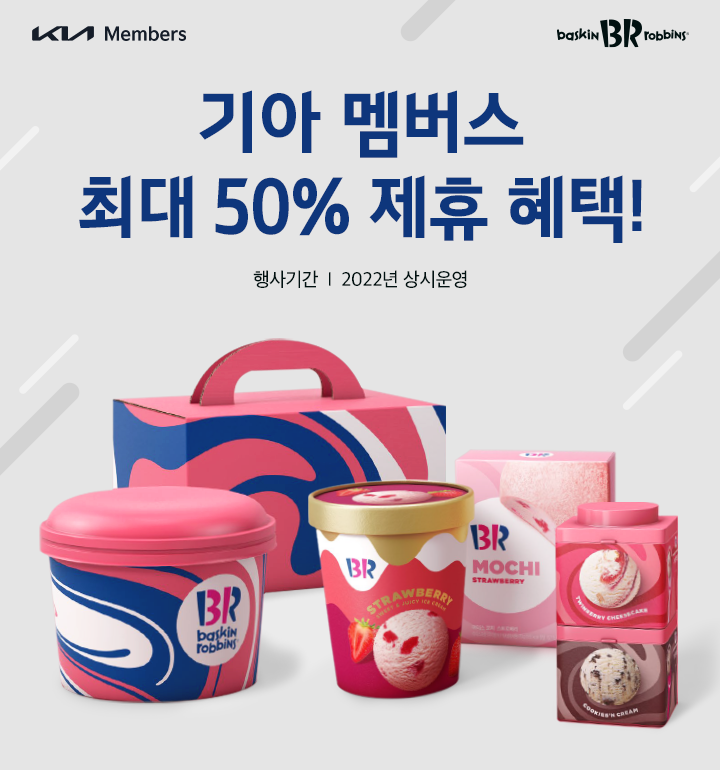 KIA Members
baskin BR robbins
기아 멤버스
최대 50% 제휴 혜택!
행사기간 | 2022년 상시운영
BR
baskin
robbins
BR
STRAWBERRY
BR
MOCHI
STRAWBERRY
TWINBERRY CHEESECAKE
COOKIES'N CREAM